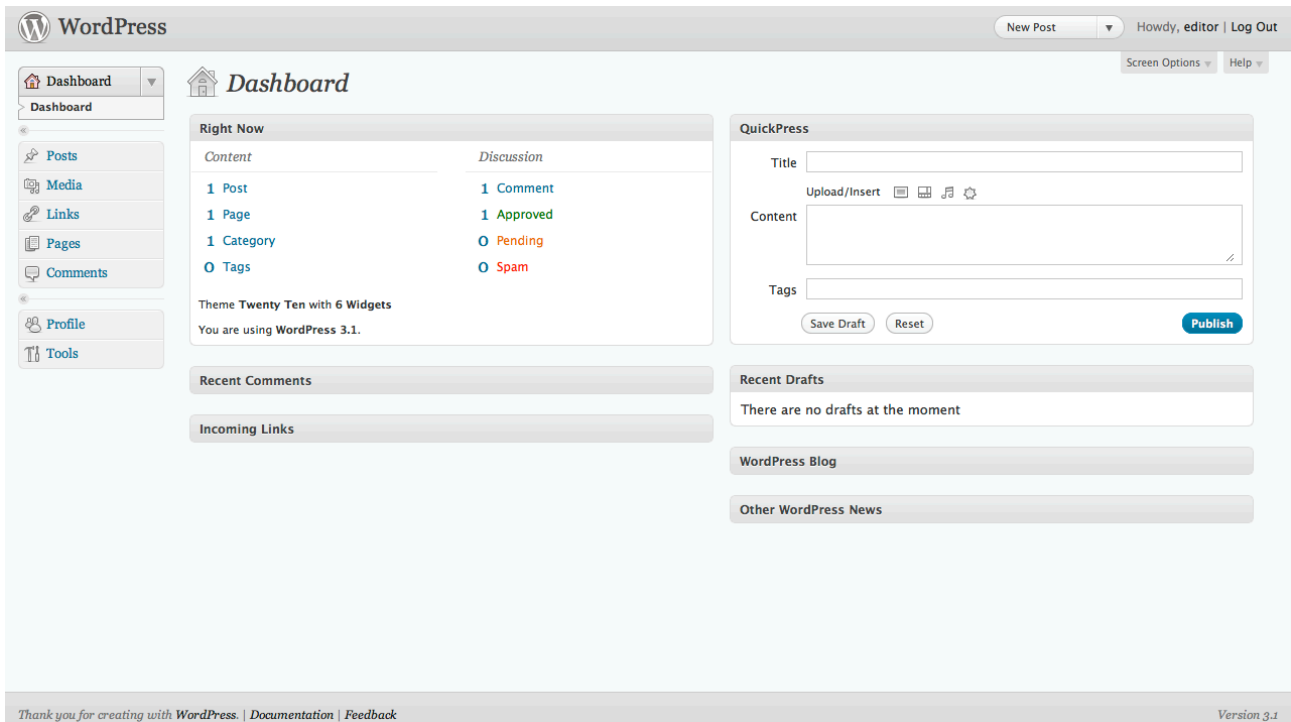 WordPress
New Post
Howdy, editor | Log Out
Screen Options
Help
Dashboard
Dashboard
Posts
Media
Links
Pages
Comments
Profile
Tools
Dashboard
Right Now
Content
1 Post
1 Page
1 Category
0 Tags
Discussion
1 Comment
1 Approved
0 Pending
0 Spam
Theme Twenty Ten with 6 Widgets
You are using WordPress 3.1.
Recent Comments
Incoming Links
QuickPress
Title
Upload/Insert
Content
Tags
Save Draft
Reset
Publish
Recent Drafts
There are no drafts at the moment
WordPress Blog
Other WordPress News
Thank you for creating with WordPress. | Documentation | Feedback
Version 3.1